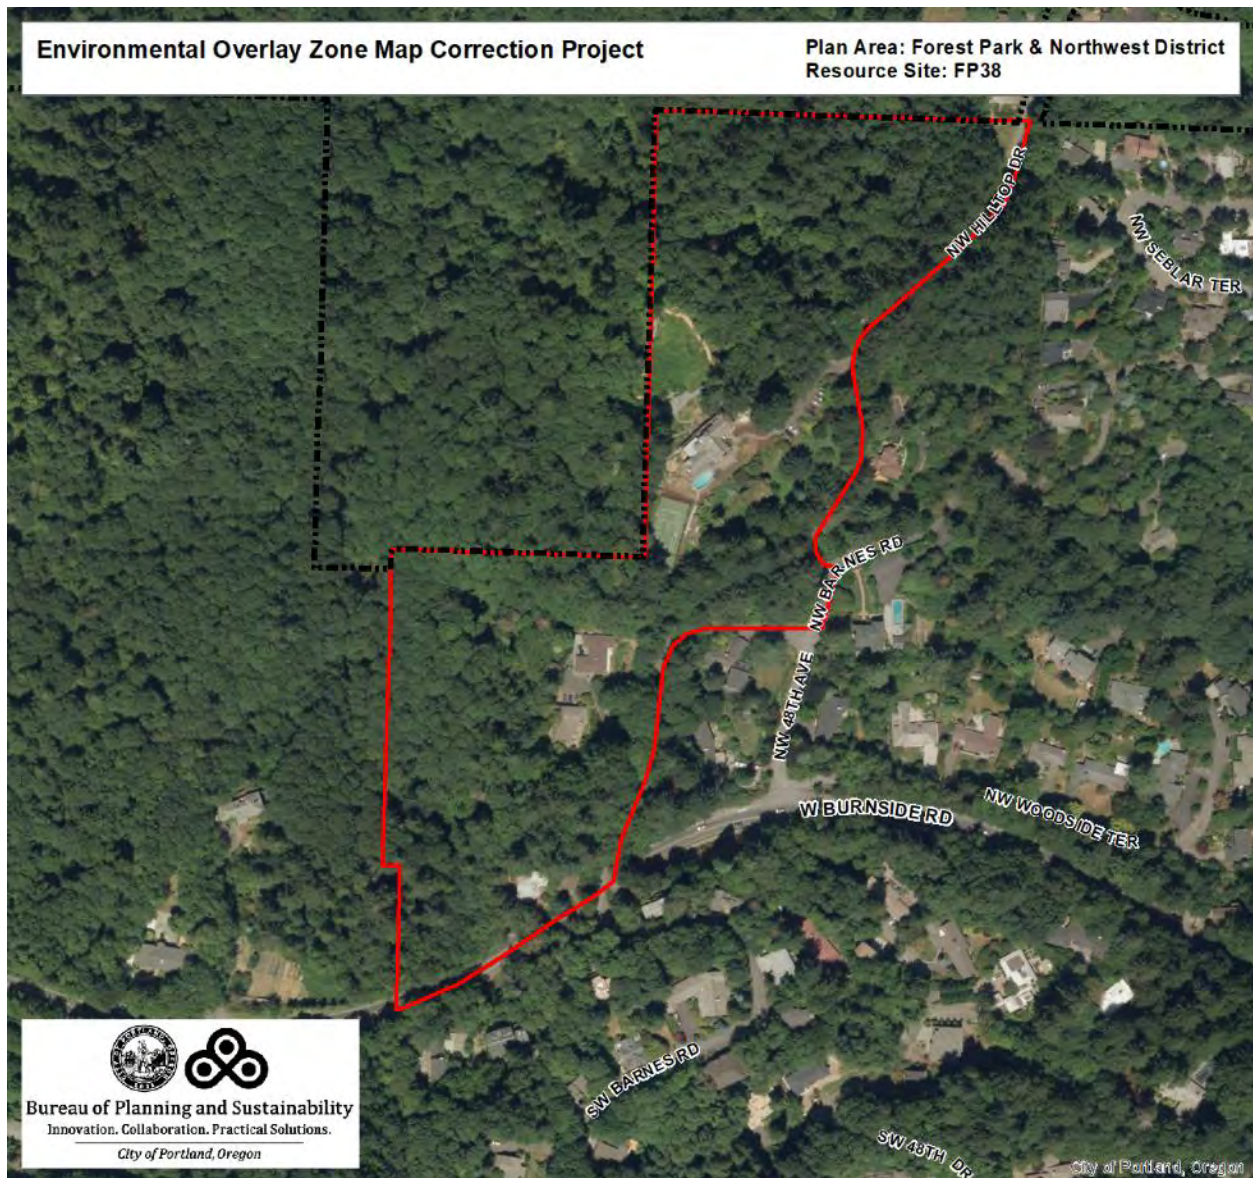 Environmental Overlay Zone Map Correction Project
Plan Area: Forest Park & Northwest District
Resource Site: FP38
NW HILLTOP DR
NW SEBLAR TER
NW BARNES RD
NW 48TH AVE
W BURNSIDE RD
NW WOODSIDE TER
SW BARNES RD
SW 48TH DR
Bureau of Planning and Sustainability
Innovation. Collaboration. Practical Solutions.
City of Portland, Oregon
City of Portland, Oregon